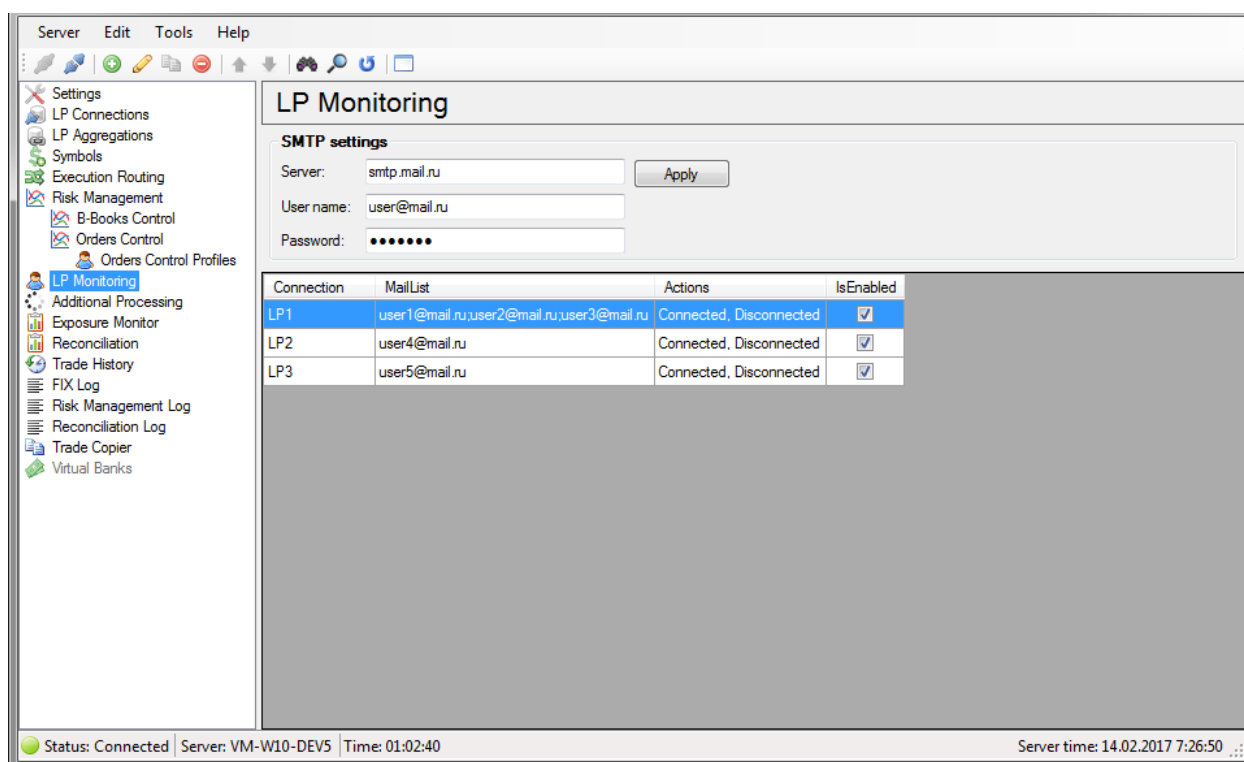 Server Edit Tools Help
Settings
LP Connections
LP Aggregations
Symbols
Execution Routing
Risk Management
B-Books Control
Orders Control
Orders Control Profiles
LP Monitoring
Additional Processing
Exposure Monitor
Reconciliation
Trade History
FIX Log
Risk Management Log
Reconciliation Log
Trade Copier
Virtual Banks
LP Monitoring
SMTP settings
Server: smtp.mail.ru Apply
User name: user@mail.ru
Password: •••••••
Connection MailList Actions IsEnabled
LP1 user1@mail.ru;user2@mail.ru;user3@mail.ru Connected, Disconnected
LP2 user4@mail.ru Connected, Disconnected
LP3 user5@mail.ru Connected, Disconnected
Status: Connected Server: VM-W10-DEV5 Time: 01:02:40 Server time: 14.02.2017 7:26:50